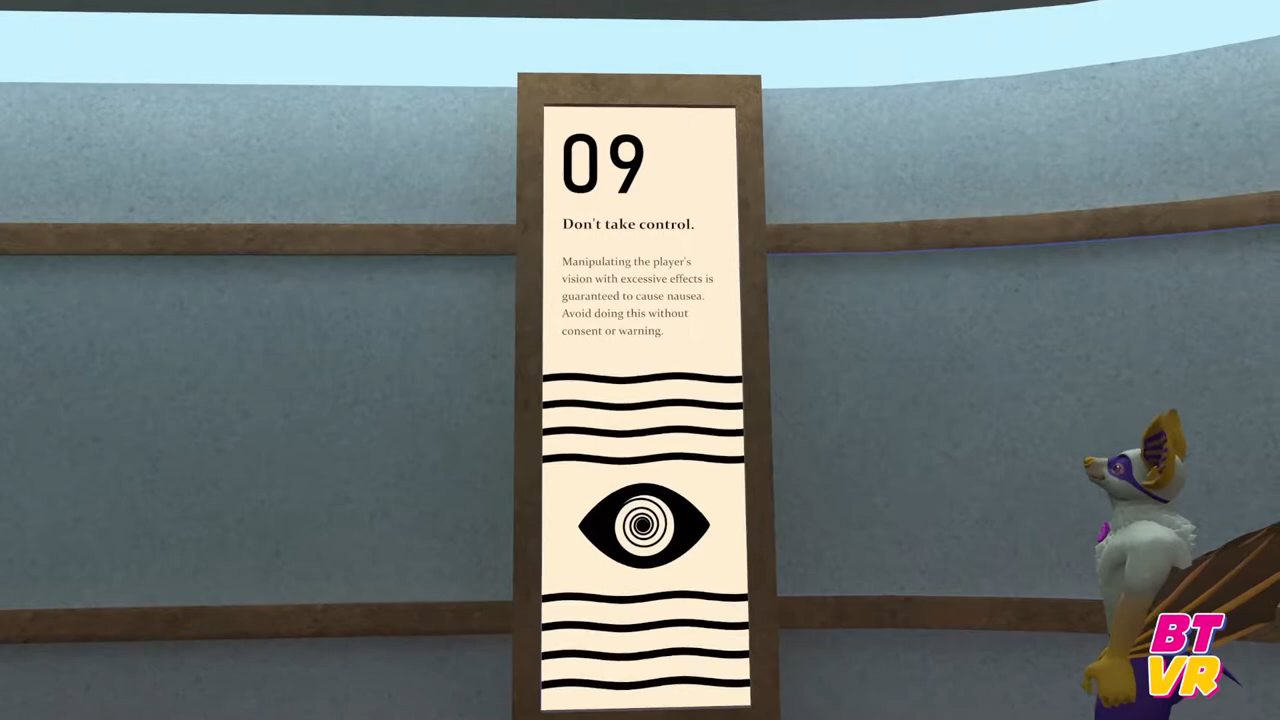 09
Don't take control.
Manipulating the player's
vision with excessive effects is
guaranteed to cause nausea.
Avoid doing this without
consent or warning.
BT
VR